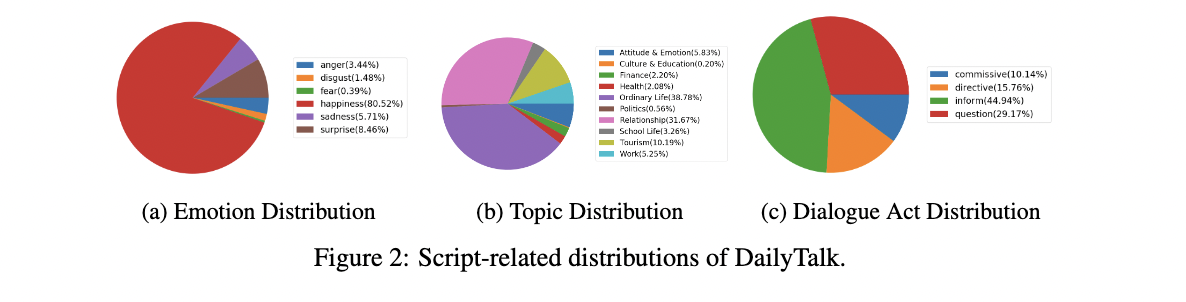 anger(3.44%)
disgust(1.48%)
fear(0.39%)
happiness(80.52%)
sadness(5.71%)
surprise(8.46%)
Attitude & Emotion(5.83%)
Culture & Education(0.20%)
Finance(2.20%)
Health(2.08%)
Ordinary Life(38.78%)
Politics(0.56%)
Relationship(31.67%)
School Life(3.26%)
Tourism(10.19%)
Work(5.25%)
commissive(10.14%)
directive(15.76%)
inform(44.94%)
question(29.17%)
(a) Emotion Distribution
(b) Topic Distribution
(c) Dialogue Act Distribution
Figure 2: Script-related distributions of DailyTalk.